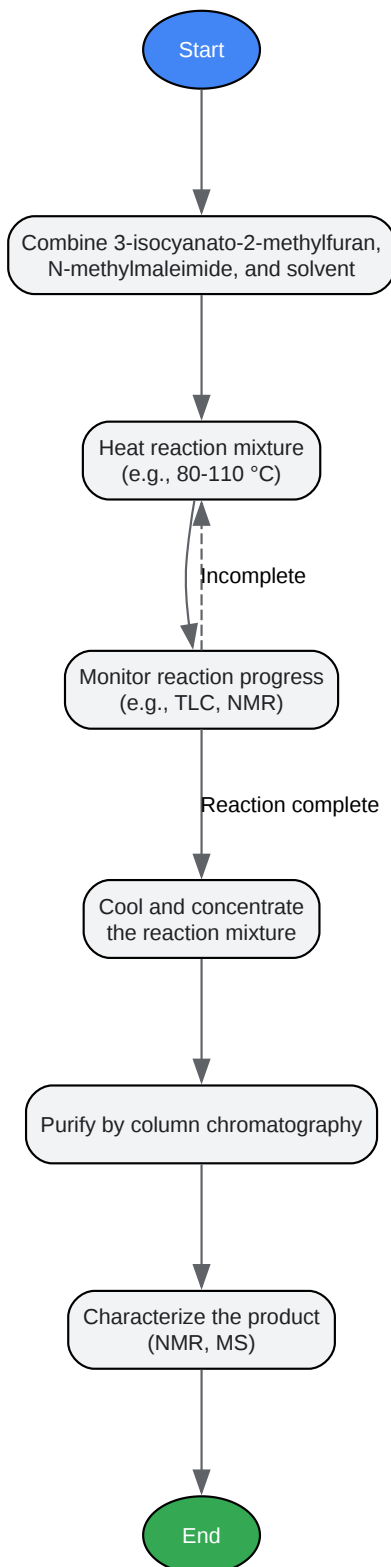 Start
Combine 3-isocyanato-2-methylfuran,
N-methylmaleimide, and solvent
Heat reaction mixture
(e.g., 80-110 °C)
Incomplete
Monitor reaction progress
(e.g., TLC, NMR)
Reaction complete
Cool and concentrate
the reaction mixture
Purify by column chromatography
Characterize the product
(NMR, MS)
End